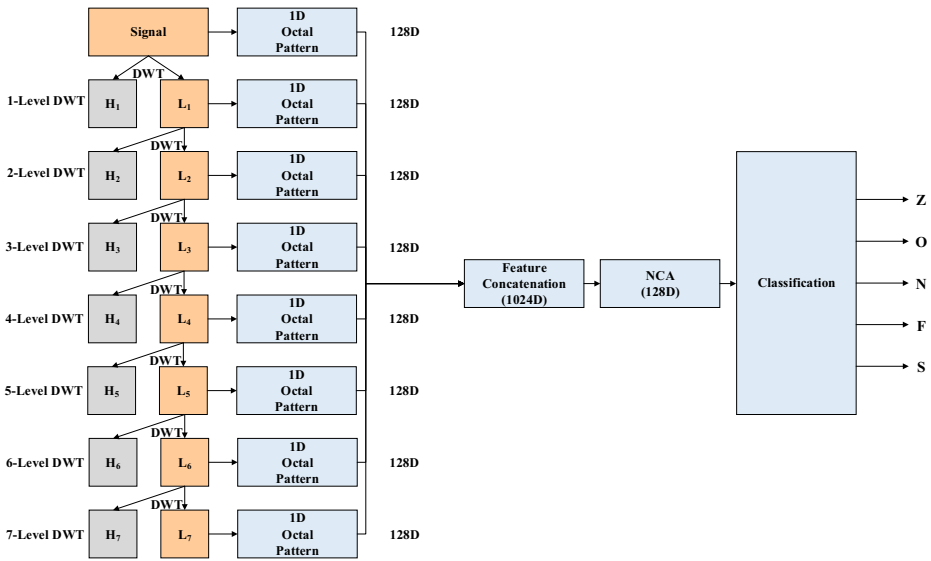 Signal
1D
Octal
Pattern
128D
DWT
1-Level DWT
H1
L1
1D
Octal
Pattern
128D
DWT
2-Level DWT
H2
L2
1D
Octal
Pattern
128D
DWT
3-Level DWT
H3
L3
1D
Octal
Pattern
128D
DWT
4-Level DWT
H4
L4
1D
Octal
Pattern
128D
DWT
5-Level DWT
H5
L5
1D
Octal
Pattern
128D
DWT
6-Level DWT
H6
L6
1D
Octal
Pattern
128D
DWT
7-Level DWT
H7
L7
1D
Octal
Pattern
128D
Feature
Concatenation
(1024D)
NCA
(128D)
Classification
Z
O
N
F
S